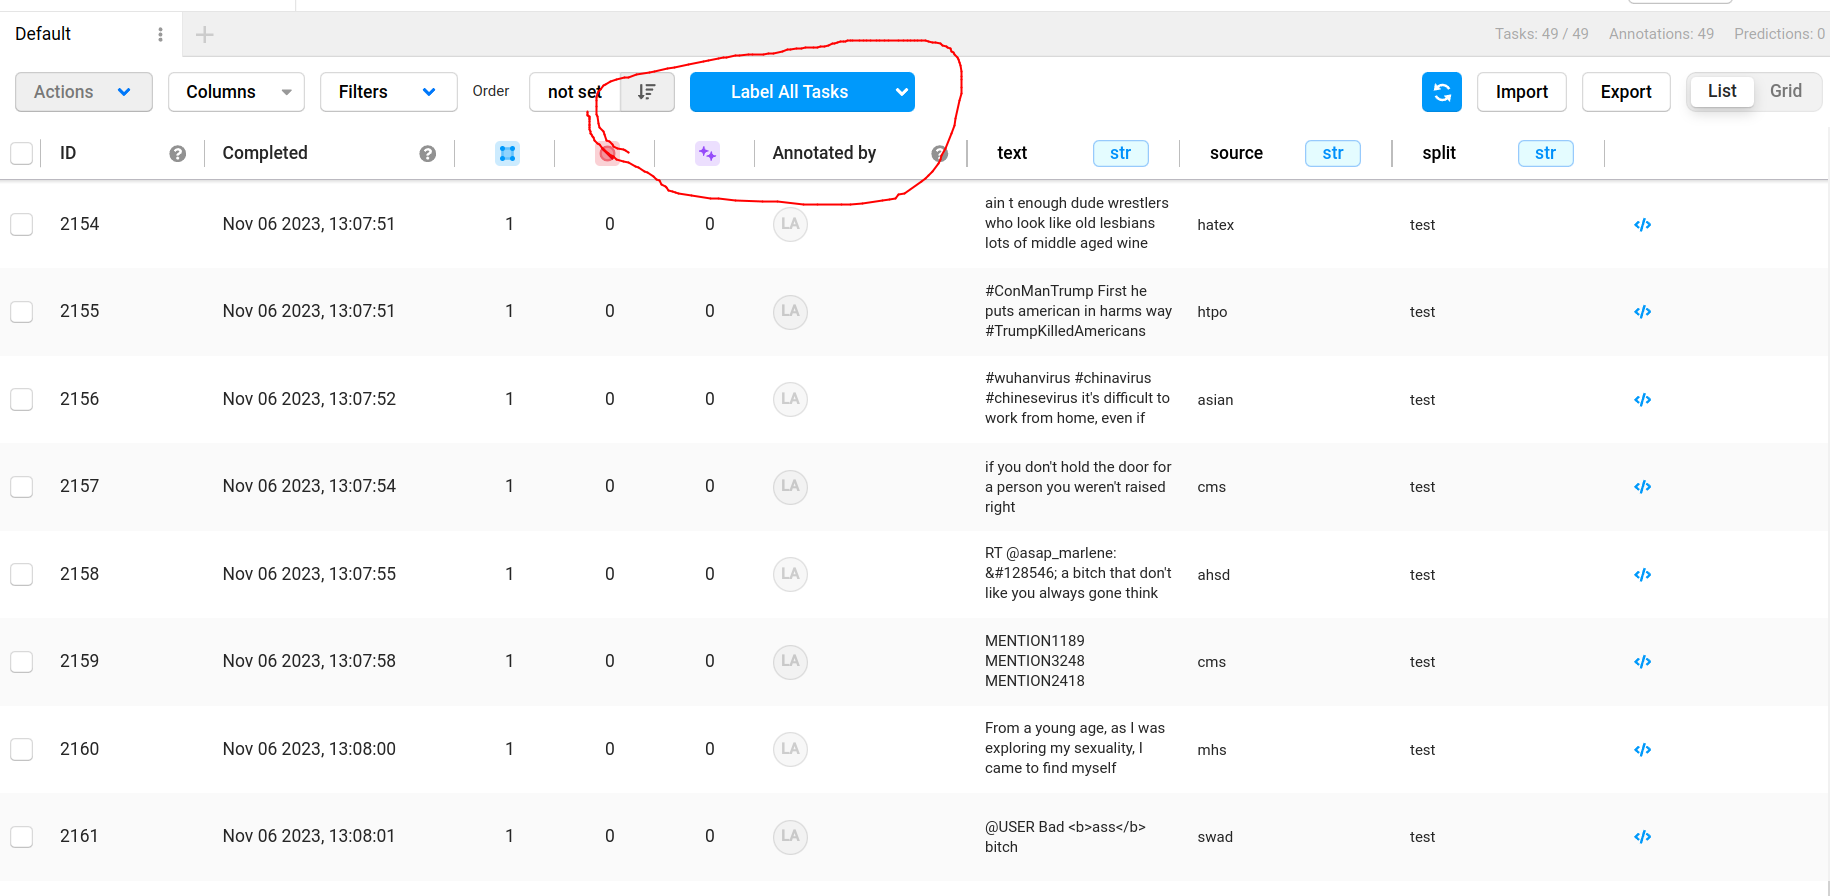 Default
Tasks: 49 / 49 Annotations: 49 Predictions: 0
Actions Columns Filters Order not set Label All Tasks Import Export List Grid
ID Completed Annotated by text str source str split str
2154 Nov 06 2023, 13:07:51 1 0 0 LA ain t enough dude wrestlers who look like old lesbians lots of middle aged wine hatex test
2155 Nov 06 2023, 13:07:51 1 0 0 LA #ConManTrump First he puts american in harms way #TrumpKilledAmericans htpo test
2156 Nov 06 2023, 13:07:52 1 0 0 LA #wuhanvirus #chinavirus #chinesevirus it's difficult to work from home, even if asian test
2157 Nov 06 2023, 13:07:54 1 0 0 LA if you don't hold the door for a person you weren't raised right cms test
2158 Nov 06 2023, 13:07:55 1 0 0 LA RT @asap_marlene: &#128546; a bitch that don't like you always gone think ahsd test
2159 Nov 06 2023, 13:07:58 1 0 0 LA MENTION1189 MENTION3248 MENTION2418 cms test
2160 Nov 06 2023, 13:08:00 1 0 0 LA From a young age, as I was exploring my sexuality, I came to find myself mhs test
2161 Nov 06 2023, 13:08:01 1 0 0 LA @USER Bad <b>ass</b> bitch swad test